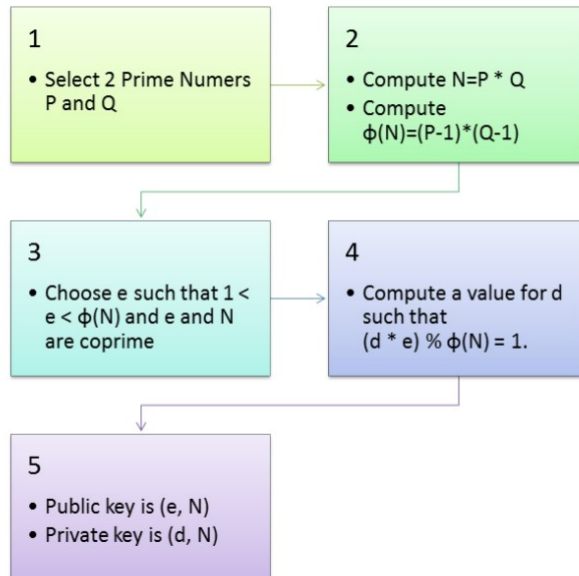 1
• Select 2 Prime Numers
P and Q
2
• Compute N=P * Q
• Compute
ϕ(N)=(P-1)*(Q-1)
3
• Choose e such that 1 <
e < ϕ(N) and e and N
are coprime
4
• Compute a value for d
such that
(d * e) % ϕ(N) = 1.
5
• Public key is (e, N)
• Private key is (d, N)